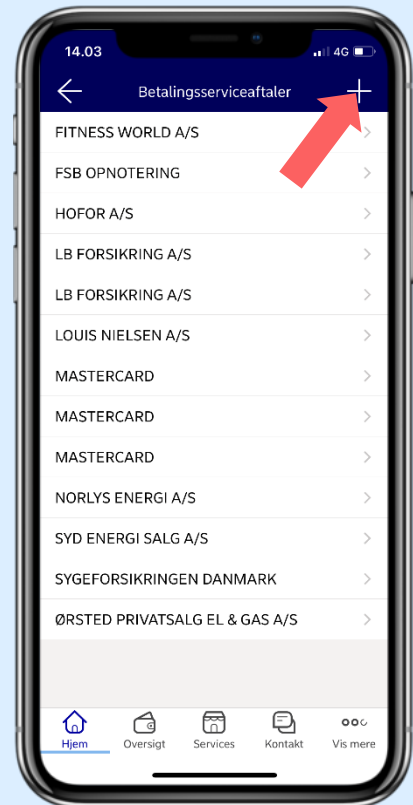 14.03
4G
Betalingsserviceaftaler
FITNESS WORLD A/S
FSB OPNOTERING
HOFOR A/S
LB FORSIKRING A/S
LB FORSIKRING A/S
LOUIS NIELSEN A/S
MASTERCARD
MASTERCARD
MASTERCARD
NORLYS ENERGI A/S
SYD ENERGI SALG A/S
SYGEFORSIKRINGEN DANMARK
ØRSTED PRIVATSALG EL & GAS A/S
Hjem Oversigt Services Kontakt Vis mere